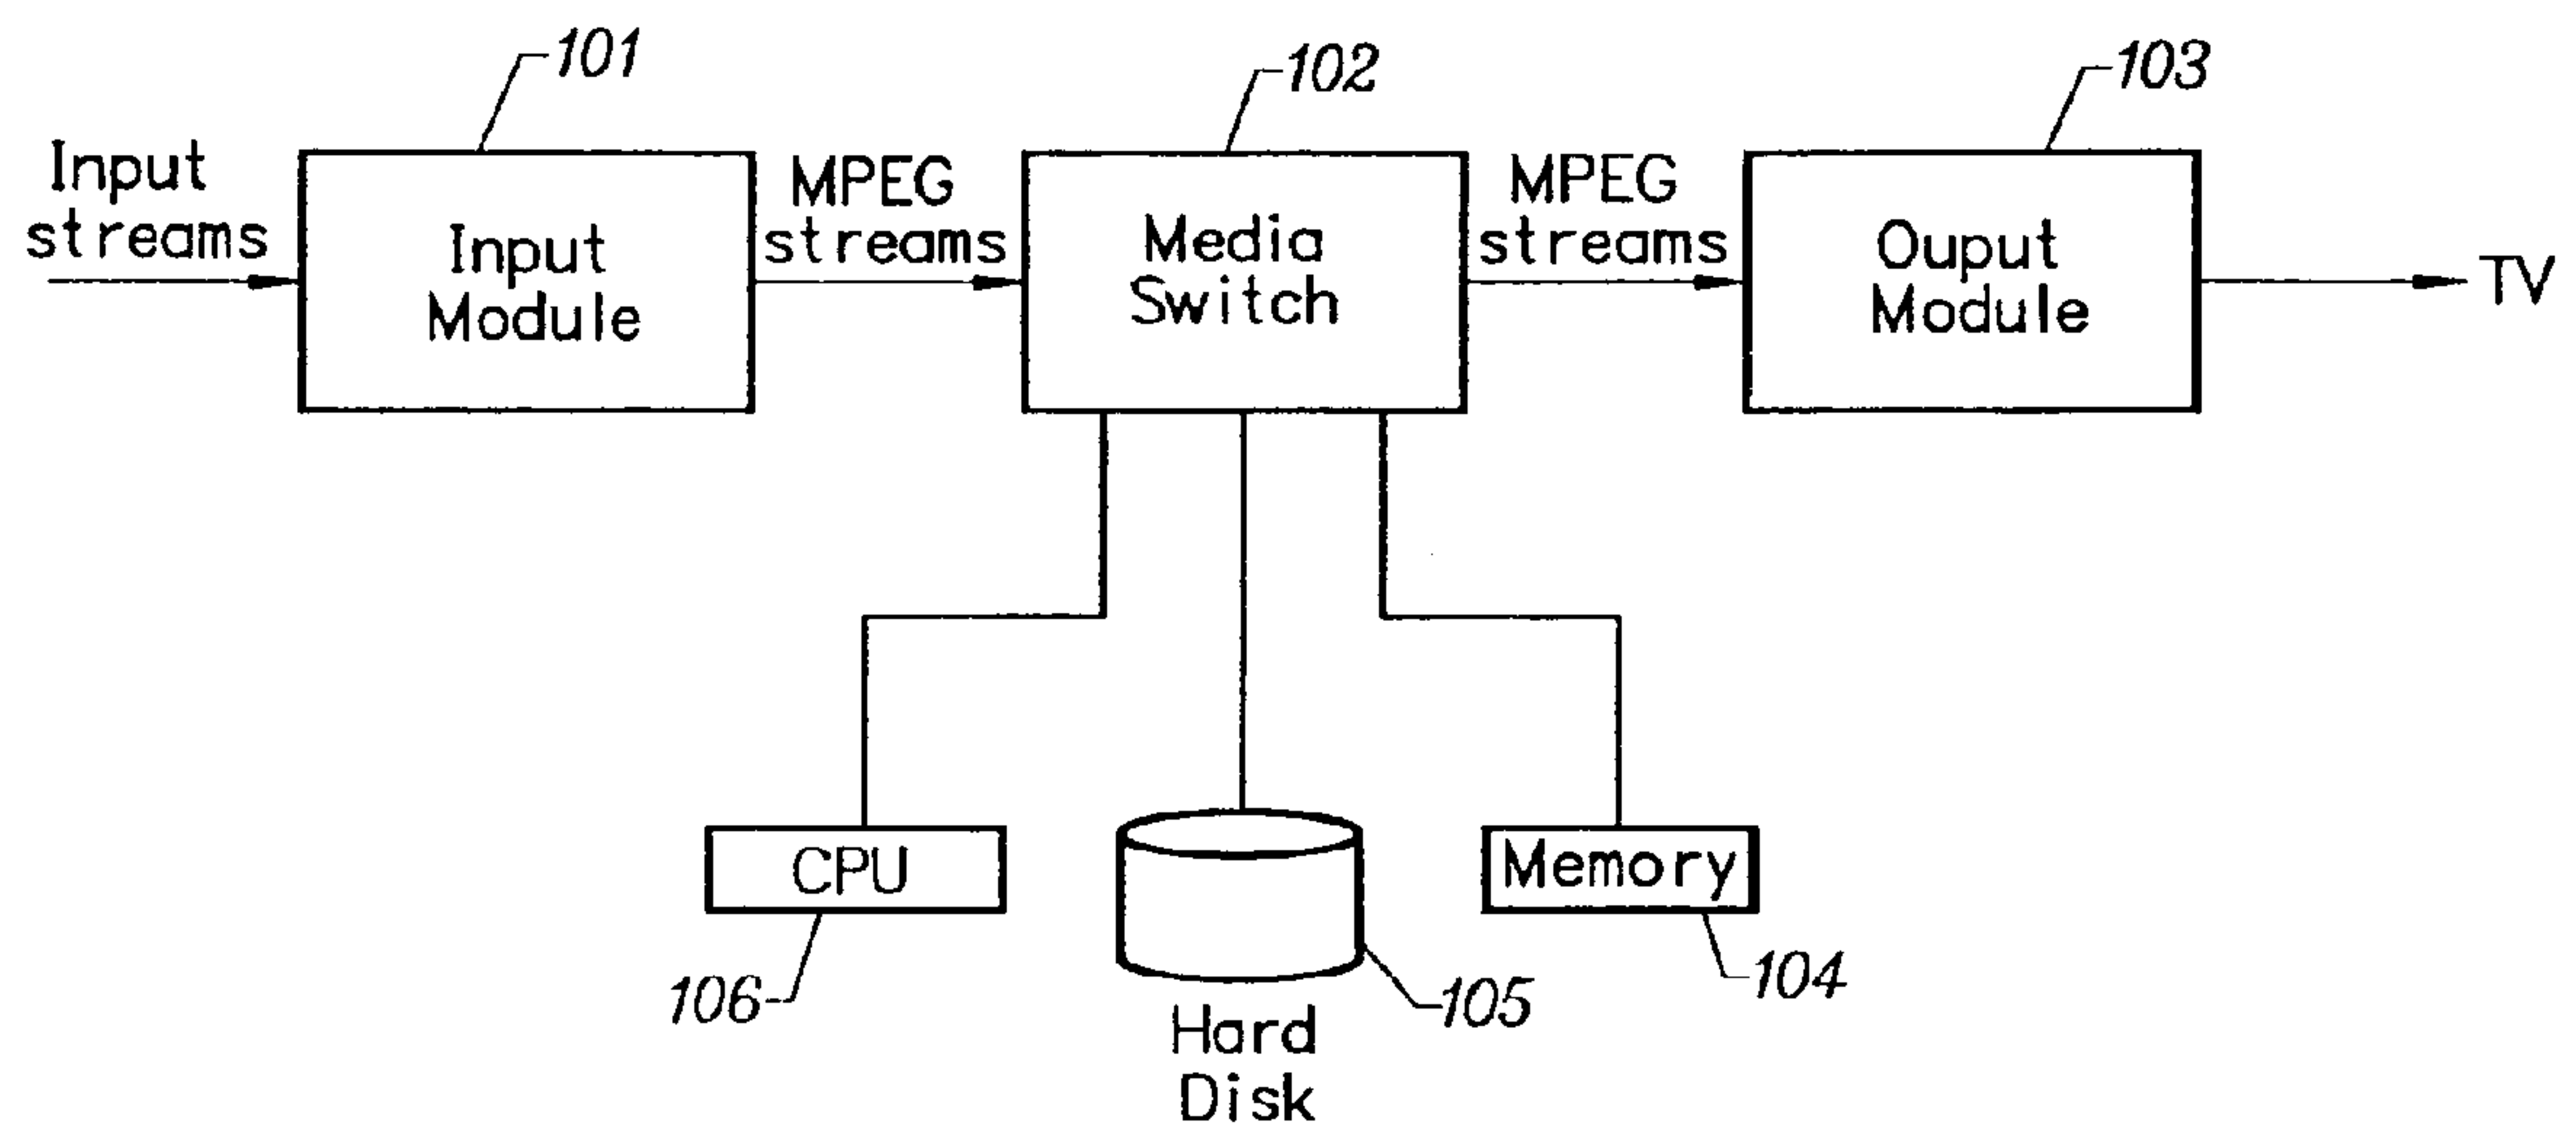 101
102
103
Input
streams
Input
Module
MPEG
streams
Media
Switch
MPEG
streams
Ouput
Module
TV
CPU
106
Hard
Disk
105
Memory
104